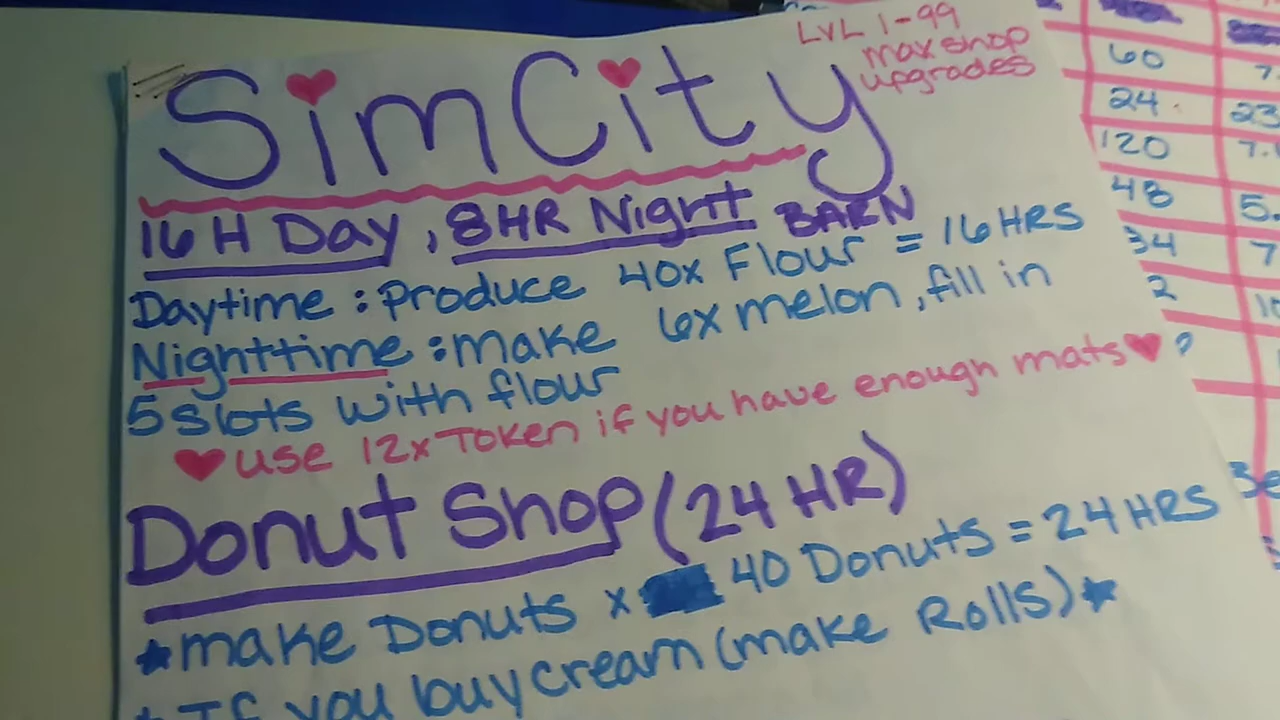 LVL 1-99
max shop
upgrades
SimCity
16H Day, 8HR Night BARN
Daytime: Produce 40x Flour = 16HRS
Nighttime: make 6x melon, fill in
5 slots with flour
♥ use 12x Token if you have enough mats ♥
Donut Shop (24 HR)
★ make Donuts x 40 Donuts = 24 HRS
★ If you buy cream (make Rolls) ★
60
24
23
120
48
34
2